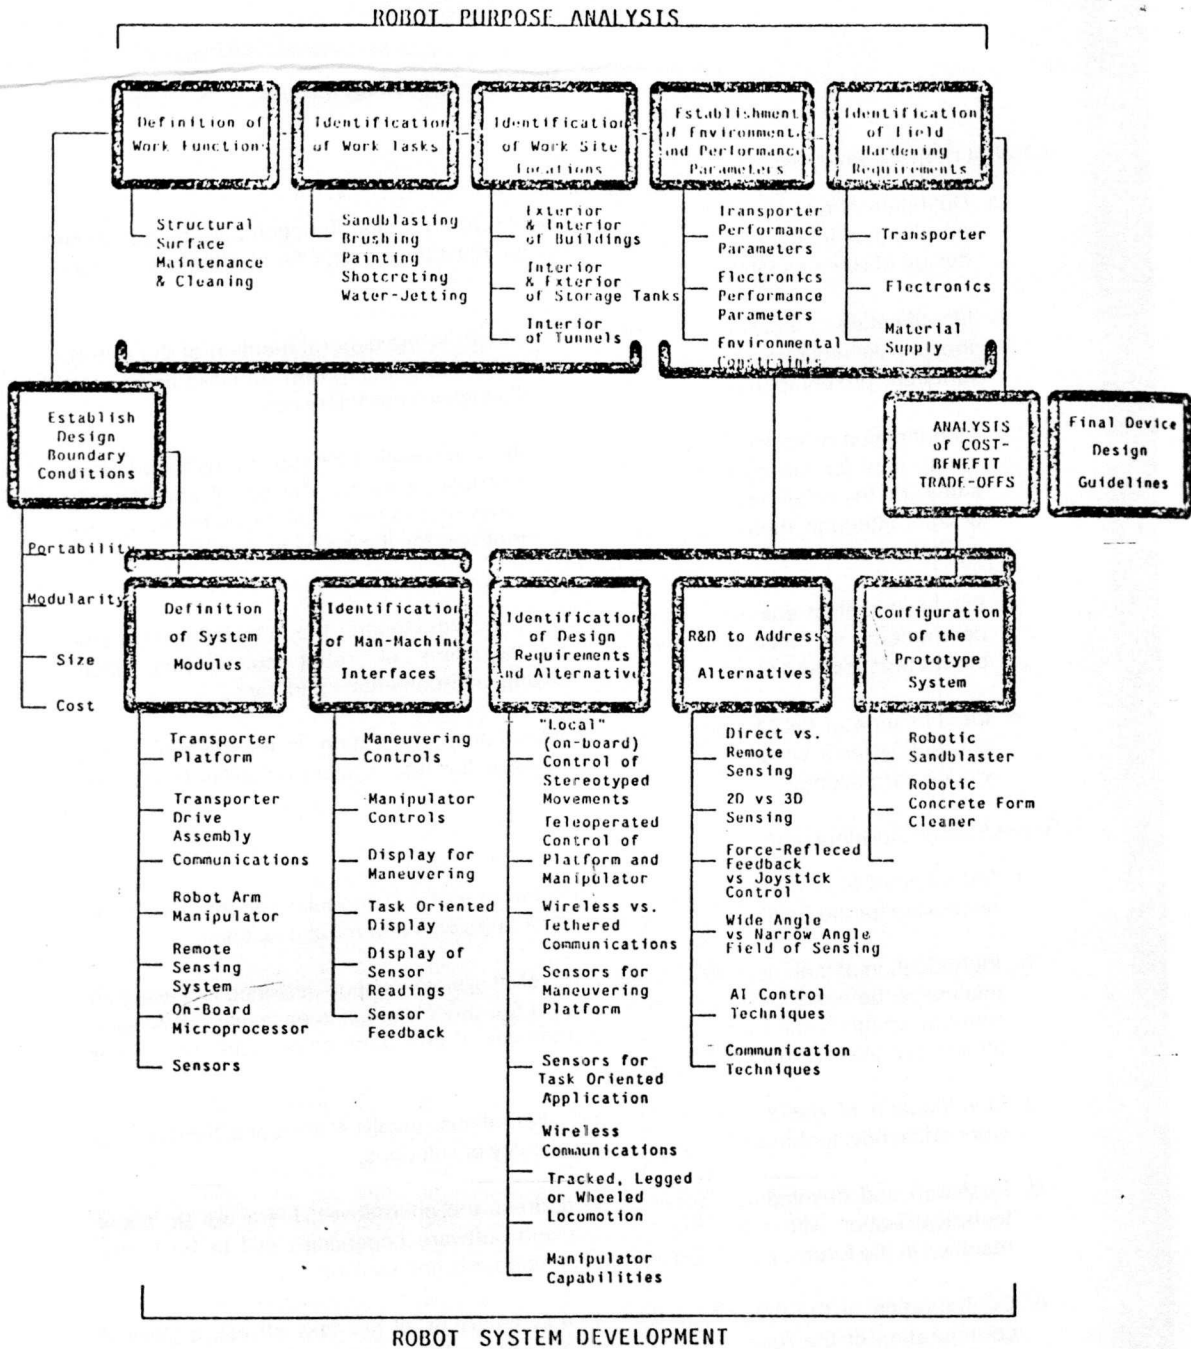 ROBOT PURPOSE ANALYSIS
Definition of
Work Function
Identification
of Work Tasks
Identification
of Work Site
Locations
Establishment
of Environmenta
and Performance
Parameters
Identification
of Field
Hardening
Requirements
Structural
Surface
Maintenance
& Cleaning
Sandblasting
Brushing
Painting
Shotcreting
Water-Jetting
Exterior
& Interior
of Buildings
Interior
& Exterior
of Storage Tanks
Interior
of Tunnels
Transporter
Performance
Parameters
Electronics
Performance
Parameters
Environmental
Constraints
Transporter
Electronics
Material
Supply
Establish
Design
Boundary
Conditions
Portability
Modularity
Size
Cost
ANALYSIS
of COST-
BENEFIT
TRADE-OFFS
Final Device
Design
Guidelines
Definition
of System
Modules
Identification
of Man-Machine
Interfaces
Identification
of Design
Requirements
and Alternative
R&D to Address
Alternatives
Configuration
of the
Prototype
System
Transporter
Platform
Transporter
Drive
Assembly
Communications
Robot Arm
Manipulator
Remote
Sensing
System
On-Board
Microprocessor
Sensors
Maneuvering
Controls
Manipulator
Controls
Display for
Maneuvering
Task Oriented
Display
Display of
Sensor
Readings
Sensor
Feedback
"Local"
(on-board)
Control of
Stereotyped
Movements
Teleoperated
Control of
Platform and
Manipulator
Wireless vs.
Tethered
Communications
Sensors for
Maneuvering
Platform
Sensors for
Task Oriented
Application
Wireless
Communications
Tracked, Legged
or Wheeled
Locomotion
Manipulator
Capabilities
Direct vs.
Remote
Sensing
2D vs 3D
Sensing
Force-Refleced
Feedback
vs Joystick
Control
Wide Angle
vs Narrow Angle
Field of Sensing
AI Control
Techniques
Communication
Techniques
Robotic
Sandblaster
Robotic
Concrete Form
Cleaner
ROBOT SYSTEM DEVELOPMENT